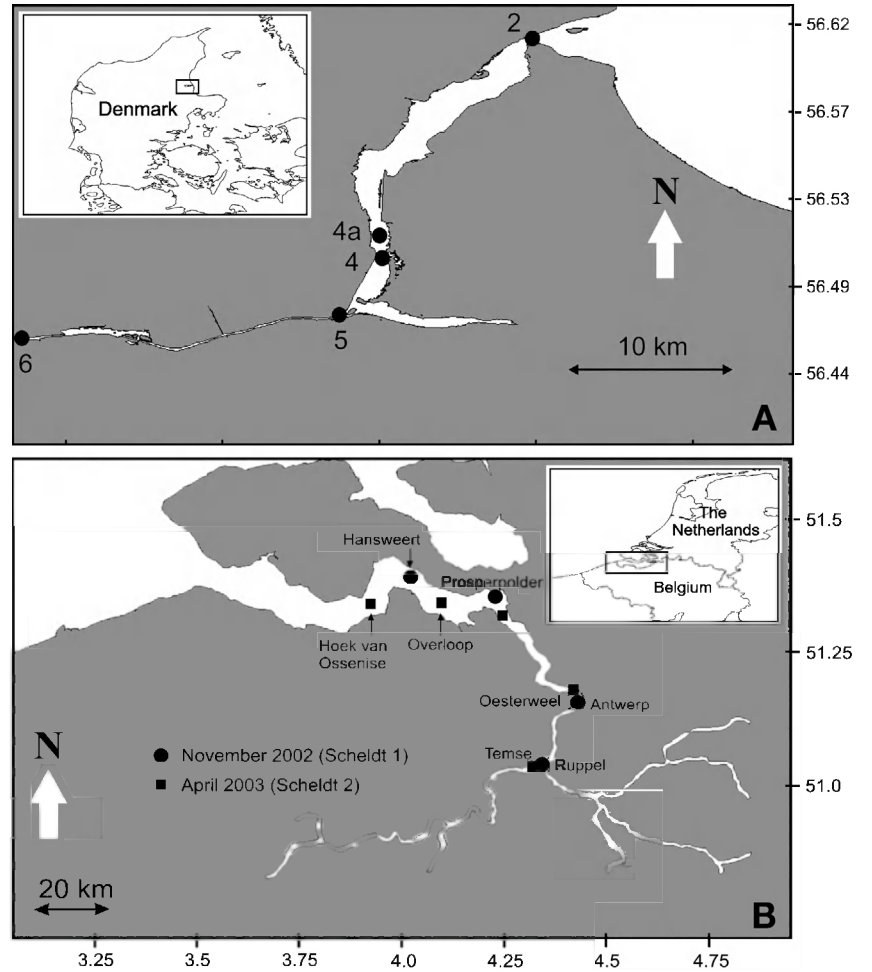 2
56.62
Denmark
56.57
56.53
N
4a
4
56.49
5
10 km
6
56.44
A
51.5
The
Netherlands
Hansweert
Belgium
Hoek van
Ossenise
Overloop
51.25
Oesterweel
Antwerp
N
November 2002 (Scheldt 1)
Temse
Ruppel
April 2003 (Scheldt 2)
51.0
20 km
B
3.25
3.5
3.75
4.0
4.25
4.5
4.75